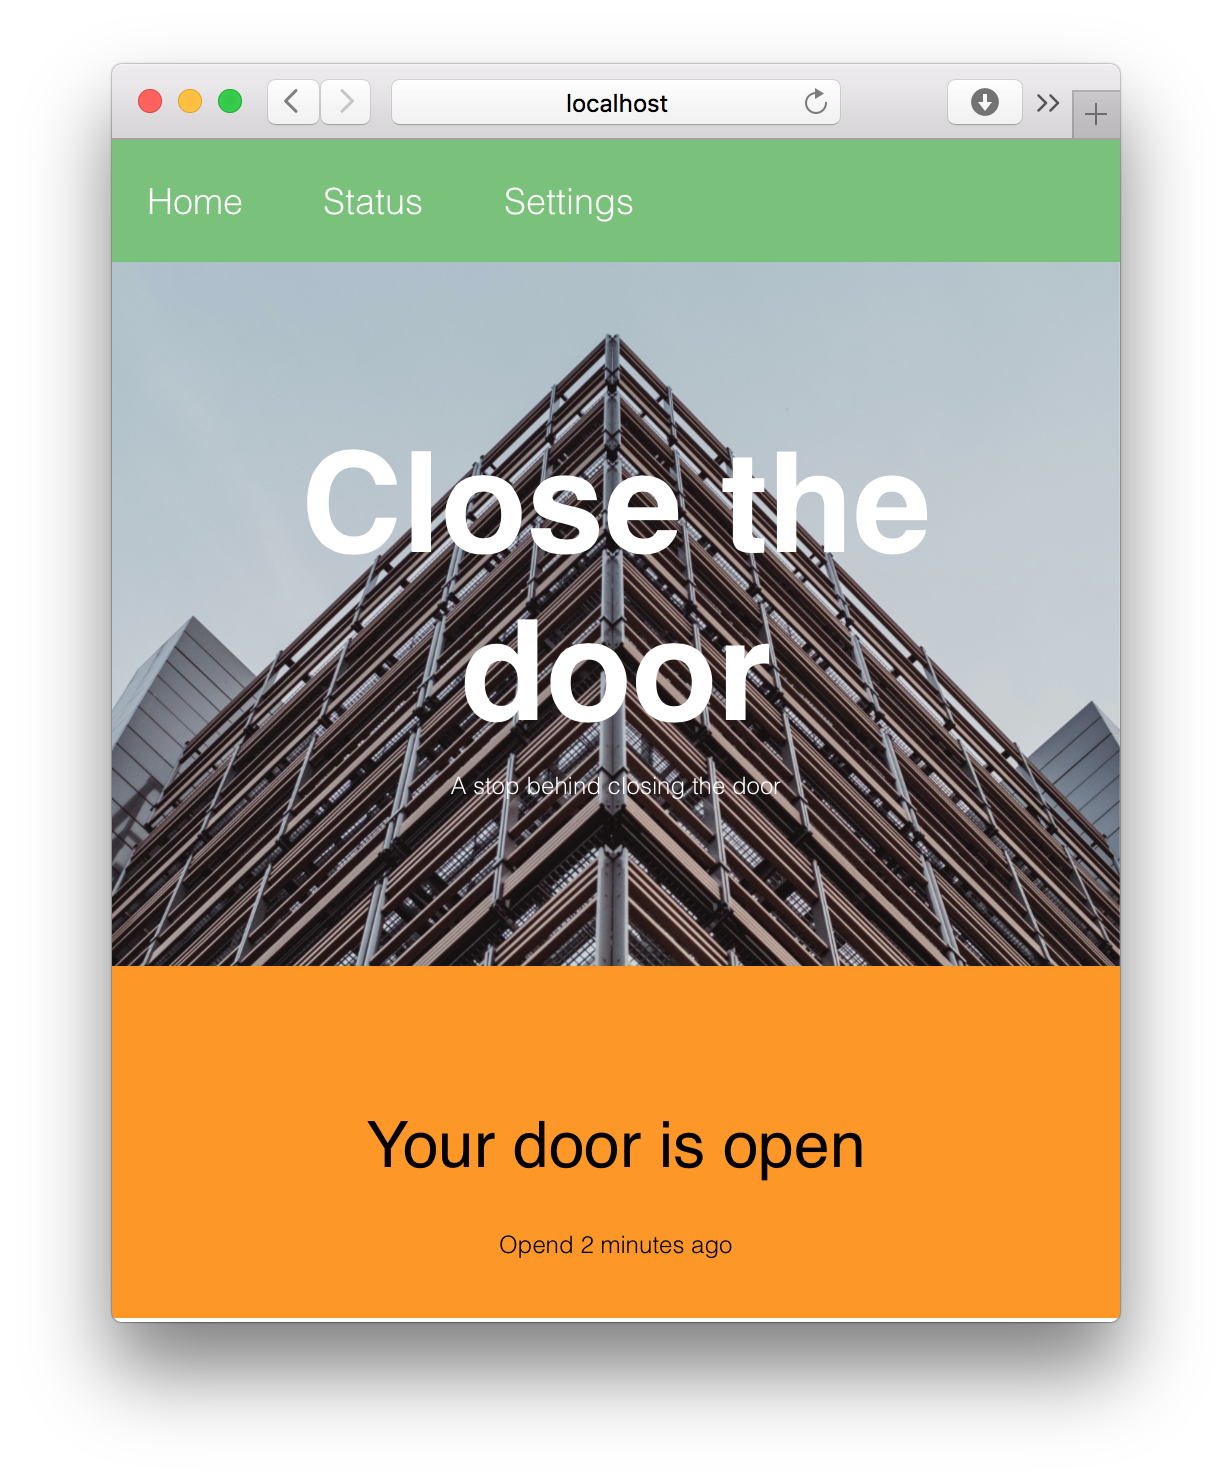 localhost
Home Status Settings
Close the
door
A stop behind closing the door
Your door is open
Opend 2 minutes ago